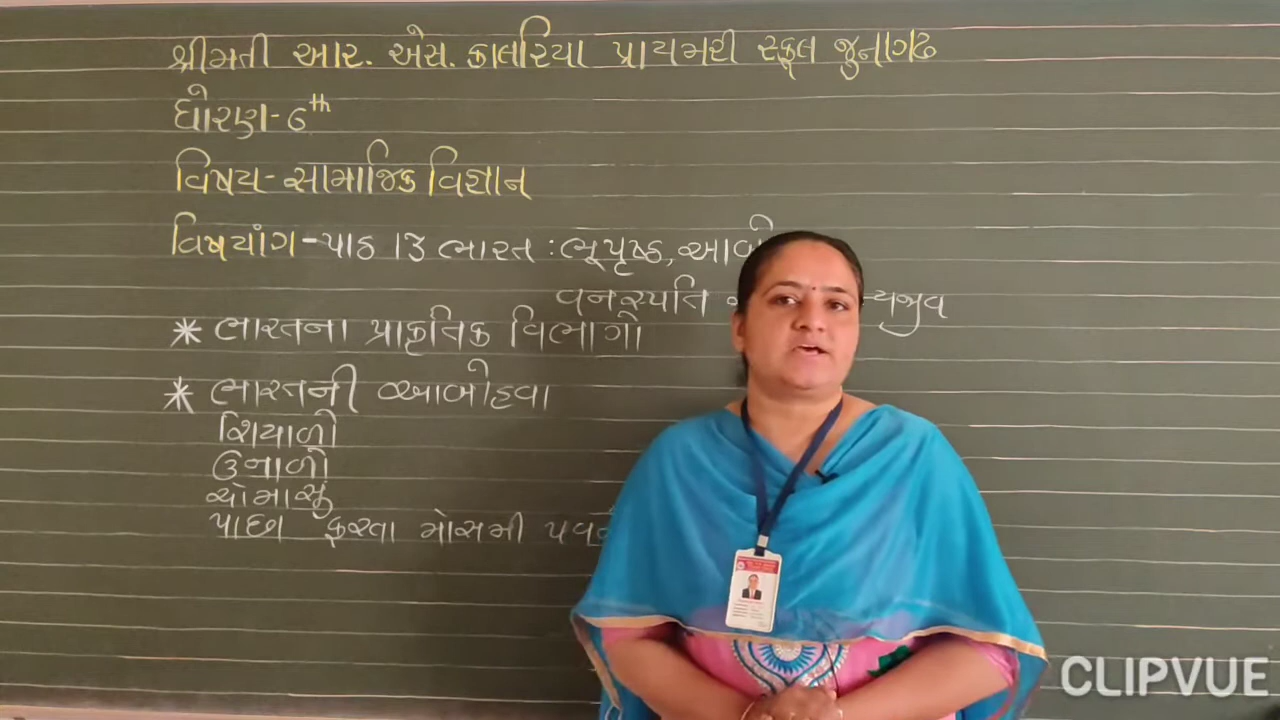 શ્રીમતી આર. એસ. કાલરિયા પ્રાયમરી સ્કૂલ જુનાગઢ
ધોરણ-6th
વિષય-સામાજિક વિજ્ઞાન
વિષયાંગ-પાઠ 13 ભારત : ભૂપૃષ્ઠ,
વનસ્પતિ
* ભારતના પ્રાકૃતિક વિભાગો
* ભારતની આબોહવા
શિયાળો
ઉનાળો
ચોમાસુ
પાછા ફરતા મોસમી
CLIPVUE